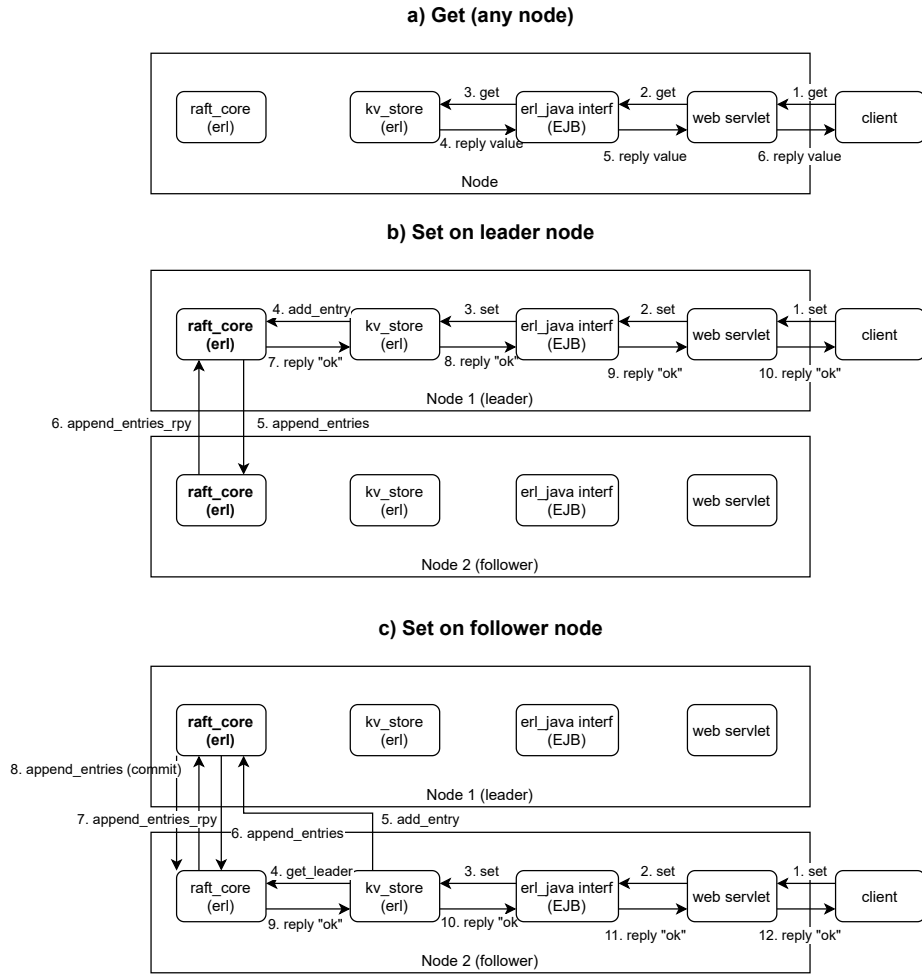 a) Get (any node)
raft_core
(erl)
kv_store
(erl)
3. get
4. reply value
erl_java interf
(EJB)
2. get
5. reply value
web servlet
1. get
6. reply value
client
Node
b) Set on leader node
raft_core
(erl)
4. add_entry
7. reply "ok"
kv_store
(erl)
3. set
8. reply "ok"
erl_java interf
(EJB)
2. set
9. reply "ok"
web servlet
1. set
10. reply "ok"
client
Node 1 (leader)
6. append_entries_rpy
5. append_entries
raft_core
(erl)
kv_store
(erl)
erl_java interf
(EJB)
web servlet
Node 2 (follower)
c) Set on follower node
raft_core
(erl)
kv_store
(erl)
erl_java interf
(EJB)
web servlet
8. append_entries (commit)
Node 1 (leader)
7. append_entries_rpy
6. append_entries
5. add_entry
raft_core
(erl)
4. get_leader
9. reply "ok"
kv_store
(erl)
3. set
10. reply "ok
erl_java interf
(EJB)
2. set
11. reply "ok"
web servlet
1. set
12. reply "ok"
client
Node 2 (follower)